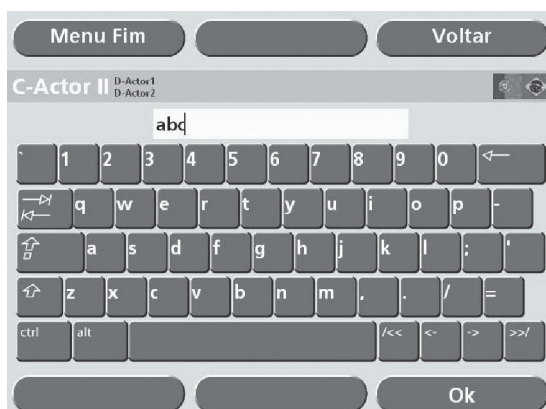 Menu Fim Voltar
C-Actor II D-Actor1
D-Actor2
abc
` 1 2 3 4 5 6 7 8 9 0
q w e r t y u i o p -
a s d f g h j k l ; '
z x c v b n m , . / =
ctrl alt /<< <- -> >>/
Ok